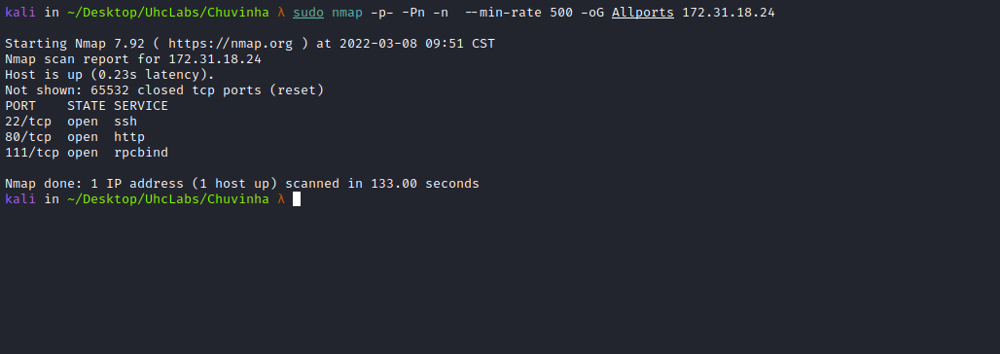 kali in ~/Desktop/UhcLabs/Chuvinha λ sudo nmap -p- -Pn -n  --min-rate 500 -oG Allports 172.31.18.24

Starting Nmap 7.92 ( https://nmap.org ) at 2022-03-08 09:51 CST
Nmap scan report for 172.31.18.24
Host is up (0.23s latency).
Not shown: 65532 closed tcp ports (reset)
PORT    STATE SERVICE
22/tcp  open  ssh
80/tcp  open  http
111/tcp open  rpcbind

Nmap done: 1 IP address (1 host up) scanned in 133.00 seconds
kali in ~/Desktop/UhcLabs/Chuvinha λ